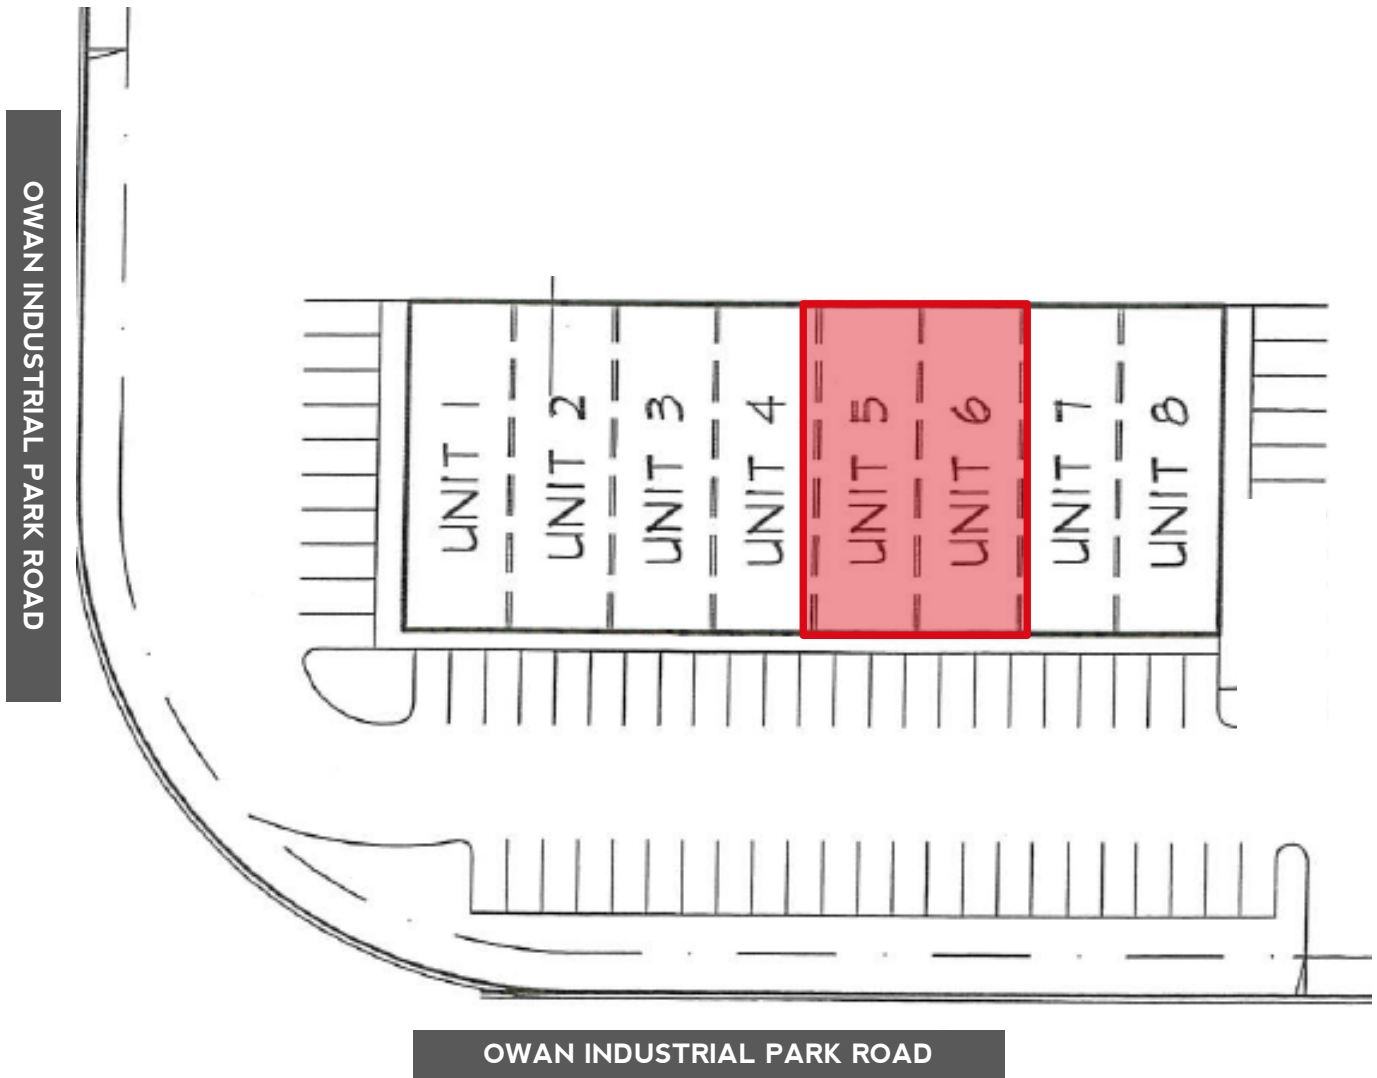 OWAN INDUSTRIAL PARK ROAD
UNIT 1
UNIT 2
UNIT 3
UNIT 4
UNIT 5
UNIT 6
UNIT 7
UNIT 8
OWAN INDUSTRIAL PARK ROAD